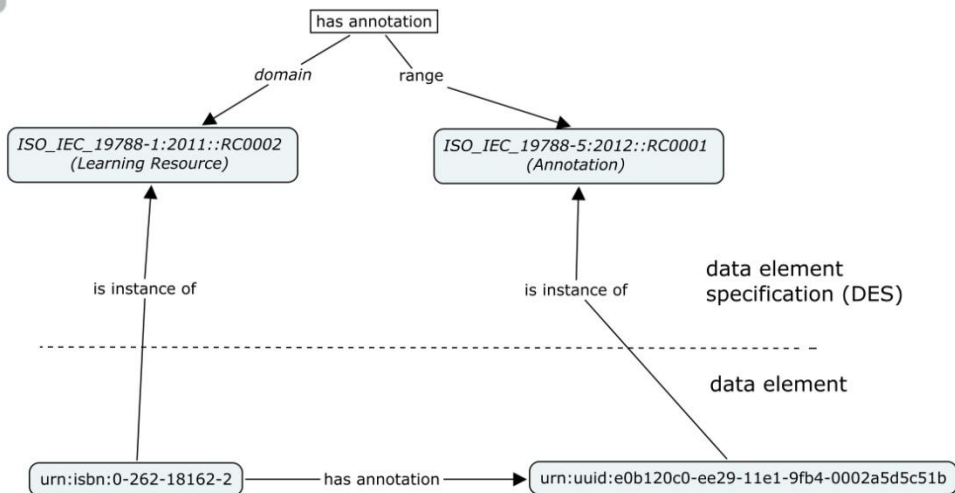 has annotation
domain
range
ISO_IEC_19788-1:2011::RC0002
(Learning Resource)
ISO_IEC_19788-5:2012::RC0001
(Annotation)
is instance of
is instance of
data element
specification (DES)
data element
urn:isbn:0-262-18162-2
has annotation
urn:uuid:e0b120c0-ee29-11e1-9fb4-0002a5d5c51b